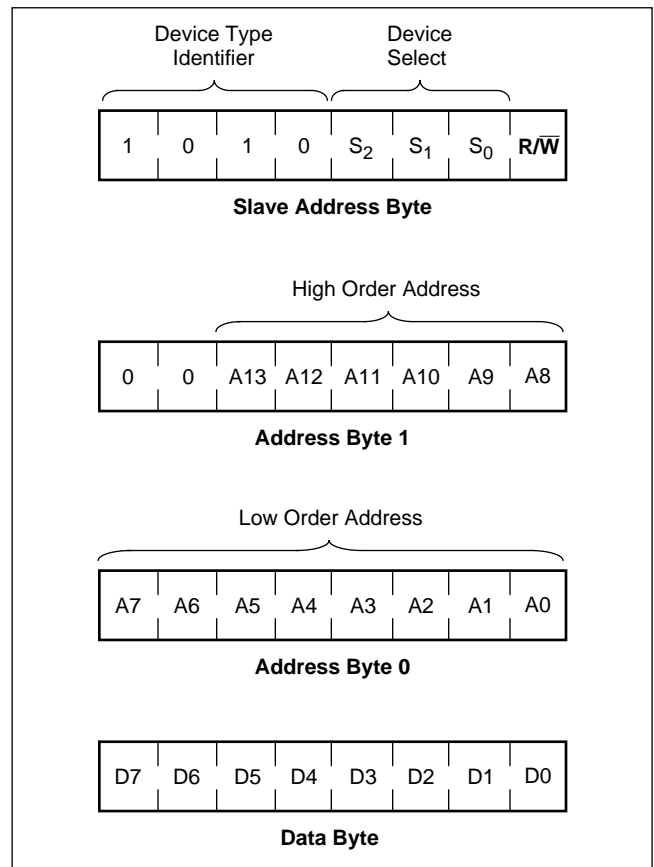 Device Type Identifier
Device Select
1 0 1 0 S2 S1 S0 R/W̅
Slave Address Byte
High Order Address
0 0 A13 A12 A11 A10 A9 A8
Address Byte 1
Low Order Address
A7 A6 A5 A4 A3 A2 A1 A0
Address Byte 0
D7 D6 D5 D4 D3 D2 D1 D0
Data Byte